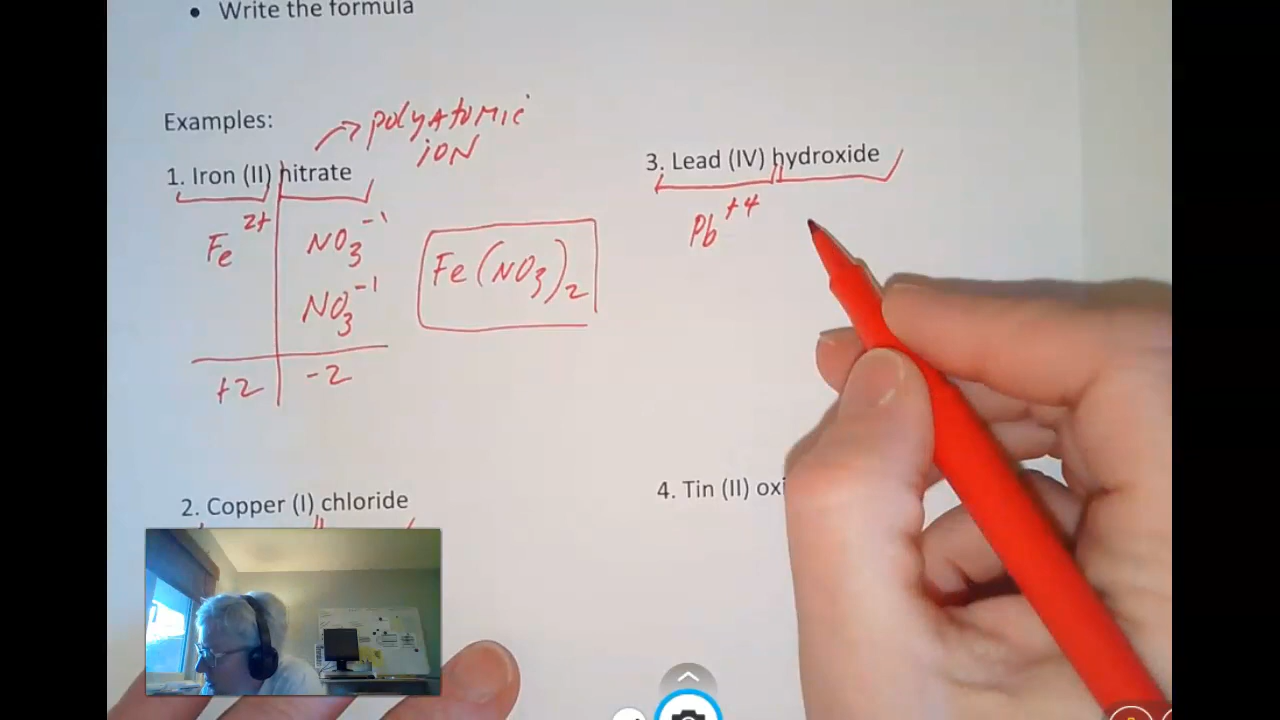 • Write the formula
Examples:
→ polyatomic
ion
1. Iron (II) nitrate
Fe²⁺ NO₃⁻¹
NO₃⁻¹
+2 -2
Fe(NO₃)₂
3. Lead (IV) hydroxide
Pb⁺⁴
2. Copper (I) chloride
4. Tin (II)